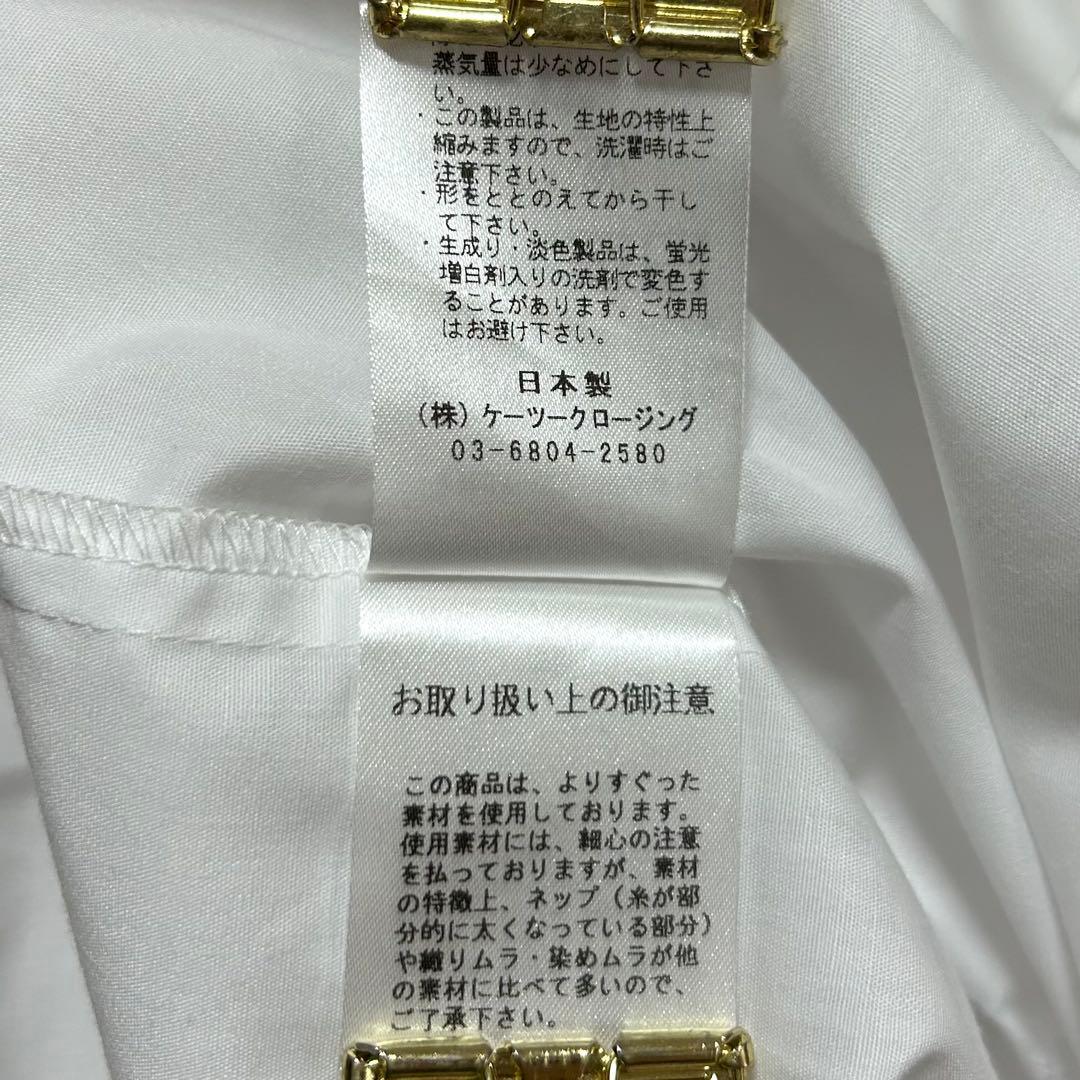 蒸気量は少なめにして下さ
い。
・この製品は、生地の特性上
縮みますので、洗濯時はご
注意下さい。
・形をととのえてから干し
て下さい。
・生成り・淡色製品は、蛍光
増白剤入りの洗剤で変色す
ることがあります。ご使用
はお避け下さい。
日本製
（株）ケーツークロージング
03-6804-2580
お取り扱い上の御注意
この商品は、よりすぐった
素材を使用しております。
使用素材には、細心の注意
を払っておりますが、素材
の特徴上、ネップ（糸が部
分的に太くなっている部分）
や織りムラ・染めムラが他
の素材に比べて多いので、
ご了承下さい。